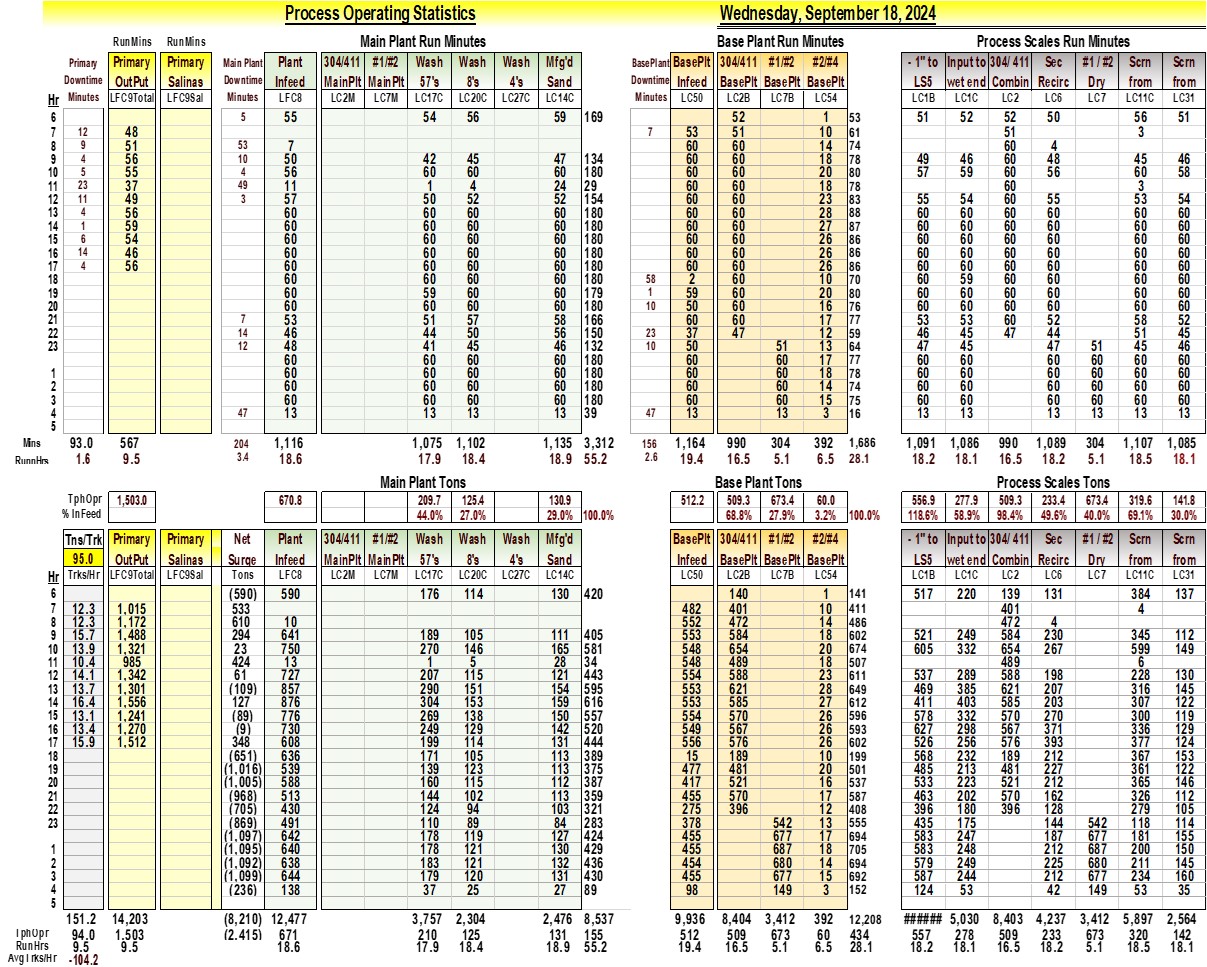 Process Operating Statistics Wednesday, September 18, 2024
RunMins RunMins Main Plant Run Minutes Base Plant Run Minutes Process Scales Run Minutes
Primary Primary Primary Main Plant Plant 304/411 #1/#2 Wash Wash Wash Mfg'd BasePlant BasePlt 304/411 #1/#2 #2/#4 - 1" to Input to 304/ 411 Sec #1 / #2 Scrn Scrn
Downtime OutPut Salinas Downtime Infeed MainPlt MainPlt 57's 8's 4's Sand Downtime Infeed BasePlt BasePlt BasePlt LS5 wet end Combin Recirc Dry from from
Hr Minutes LFC9Total LFC9Sal Minutes LFC8 LC2M LC7M LC17C LC20C LC27C LC14C Minutes LC50 LC2B LC7B LC54 LC1B LC1C LC2 LC6 LC7 LC11C LC31
6 5 55 54 56 59 169 52 1 53 51 52 52 50 56 51
7 12 48 7 53 51 10 61 51 3
8 9 51 53 7 60 60 14 74 60 4
9 4 56 10 50 42 45 47 134 60 60 18 78 49 46 60 48 45 46
10 5 55 4 56 60 60 60 180 60 60 20 80 57 59 60 56 60 58
11 23 37 49 11 1 4 24 29 60 60 18 78 60 3
12 11 49 3 57 50 52 52 154 60 60 23 83 55 54 60 55 53 54
13 4 56 60 60 60 60 180 60 60 28 88 60 60 60 60 60 60
14 1 59 60 60 60 60 180 60 60 27 87 60 60 60 60 60 60
15 6 54 60 60 60 60 180 60 60 26 86 60 60 60 60 60 60
16 14 46 60 60 60 60 180 60 60 26 86 60 60 60 60 60 60
17 4 56 60 60 60 60 180 60 60 26 86 60 60 60 60 60 60
18 60 60 60 60 180 58 2 60 10 70 60 59 60 60 60 60
19 60 59 60 60 179 1 59 60 20 80 60 60 60 60 60 60
20 60 60 60 60 180 10 50 60 16 76 60 60 60 60 60 60
21 7 53 51 57 58 166 60 60 17 77 53 53 60 52 58 52
22 14 46 44 50 56 150 23 37 47 12 59 46 45 47 44 51 45
23 12 48 41 45 46 132 10 50 51 13 64 47 45 47 51 45 46
60 60 60 60 180 60 60 17 77 60 60 60 60 60 60
1 60 60 60 60 180 60 60 18 78 60 60 60 60 60 60
2 60 60 60 60 180 60 60 14 74 60 60 60 60 60 60
3 60 60 60 60 180 60 60 15 75 60 60 60 60 60 60
4 47 13 13 13 13 39 47 13 13 3 16 13 13 13 13 13 13
5
Mins 93.0 567 204 1,116 1,075 1,102 1,135 3,312 156 1,164 990 304 392 1,686 1,091 1,086 990 1,089 304 1,107 1,085
RunnHrs 1.6 9.5 3.4 18.6 17.9 18.4 18.9 55.2 2.6 19.4 16.5 5.1 6.5 28.1 18.2 18.1 16.5 18.2 5.1 18.5 18.1
Main Plant Tons Base Plant Tons Process Scales Tons
TphOpr 1,503.0 670.8 209.7 125.4 130.9 512.2 509.3 673.4 60.0 556.9 277.9 509.3 233.4 673.4 319.6 141.8
% InFeed 44.0% 27.0% 29.0% 100.0% 68.8% 27.9% 3.2% 100.0% 118.6% 58.9% 98.4% 49.6% 40.0% 69.1% 30.0%
Tns/Trk Primary Primary Net Plant 304/411 #1/#2 Wash Wash Wash Mfg'd BasePlt 304/411 #1/#2 #2/#4 - 1" to Input to 304/ 411 Sec #1 / #2 Scrn Scrn
95.0 OutPut Salinas Surge Infeed MainPlt MainPlt 57's 8's 4's Sand Infeed BasePlt BasePlt BasePlt LS5 wet end Combin Recirc Dry from from
Hr Trks/Hr LFC9Total LFC9Sal Tons LFC8 LC2M LC7M LC17C LC20C LC27C LC14C LC50 LC2B LC7B LC54 LC1B LC1C LC2 LC6 LC7 LC11C LC31
6 (590) 590 176 114 130 420 140 1 141 517 220 139 131 384 137
7 12.3 1,015 533 482 401 10 411 401 4
8 12.3 1,172 610 10 552 472 14 486 472 4
9 15.7 1,488 294 641 189 105 111 405 553 584 18 602 521 249 584 230 345 112
10 13.9 1,321 23 750 270 146 165 581 548 654 20 674 605 332 654 267 599 149
11 10.4 985 424 13 1 5 28 34 548 489 18 507 489 6
12 14.1 1,342 61 727 207 115 121 443 554 588 23 611 537 289 588 198 228 130
13 13.7 1,301 (109) 857 290 151 154 595 553 621 28 649 469 385 621 207 316 145
14 16.4 1,556 127 876 304 153 159 616 553 585 27 612 411 403 585 203 307 122
15 13.1 1,241 (89) 776 269 138 150 557 554 570 26 596 578 332 570 270 300 119
16 13.4 1,270 (9) 730 249 129 142 520 549 567 26 593 627 298 567 371 336 129
17 15.9 1,512 348 608 199 114 131 444 556 576 26 602 526 256 576 393 377 124
18 (651) 636 171 105 113 389 15 189 10 199 568 232 189 212 367 153
19 (1,016) 539 139 123 113 375 477 481 20 501 485 213 481 227 361 122
20 (1,005) 588 160 115 112 387 417 521 16 537 533 223 521 212 365 146
21 (968) 513 144 102 113 359 455 570 17 587 463 202 570 162 326 112
22 (705) 430 124 94 103 321 275 396 12 408 396 180 396 128 279 105
23 (869) 491 110 89 84 283 378 542 13 555 435 175 144 542 118 114
(1,097) 642 178 119 127 424 455 677 17 694 583 247 187 677 181 155
1 (1,095) 640 178 121 130 429 455 687 18 705 583 248 212 687 200 150
2 (1,092) 638 183 121 132 436 454 680 14 694 579 249 225 680 211 145
3 (1,099) 644 179 120 131 430 455 677 15 692 587 244 212 677 234 160
4 (236) 138 37 25 27 89 98 149 3 152 124 53 42 149 53 35
5
151.2 14,203 (8,210) 12,477 3,757 2,304 2,476 8,537 9,936 8,404 3,412 392 12,208 ###### 5,030 8,403 4,237 3,412 5,897 2,564
TphOpr 94.0 1,503 (2,415) 671 210 125 131 155 512 509 673 60 434 557 278 509 233 673 320 142
RunHrs 9.5 9.5 18.6 17.9 18.4 18.9 55.2 19.4 16.5 5.1 6.5 28.1 18.2 18.1 16.5 18.2 5.1 18.5 18.1
AvgTrks/Hr -104.2